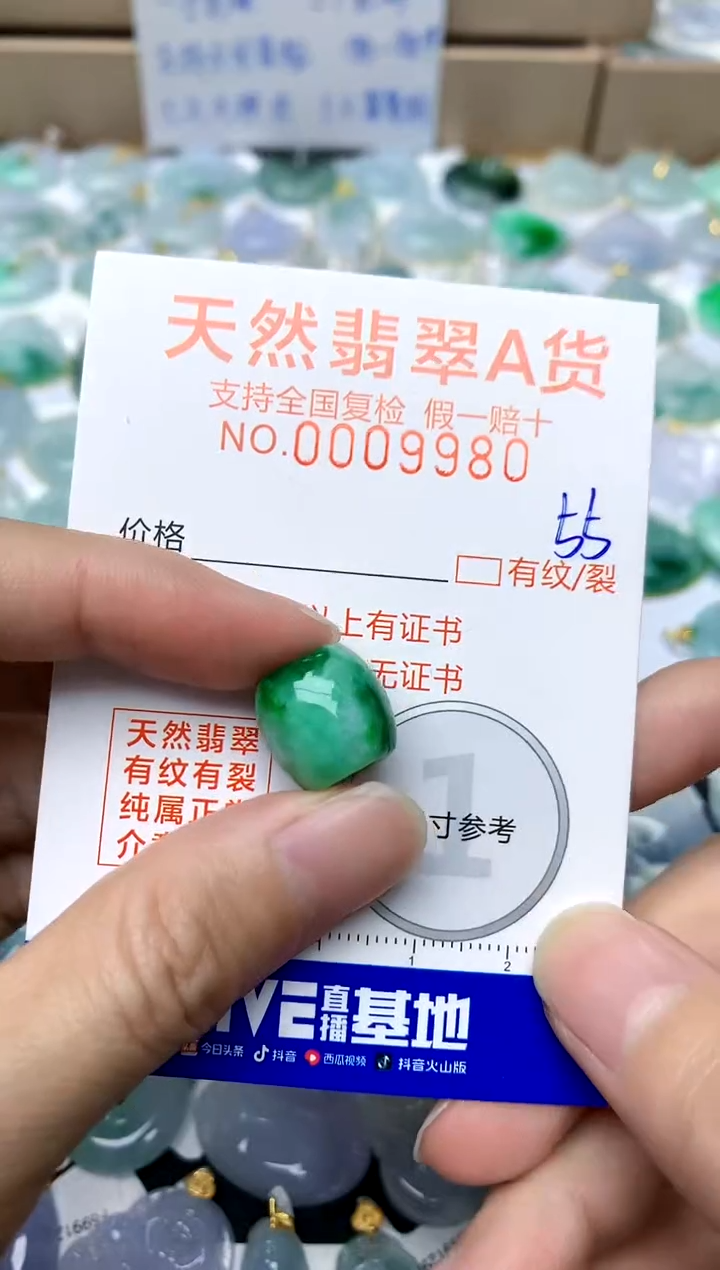 天然翡翠A货
支持全国复检 假一赔十
NO.0009980
55
价格
有纹/裂
上有证书
无证书
天然翡翠
有纹有裂
纯属正
介
寸参考
1
1 2
VE直播基地
今日头条 抖音 西瓜视频 抖音火山版